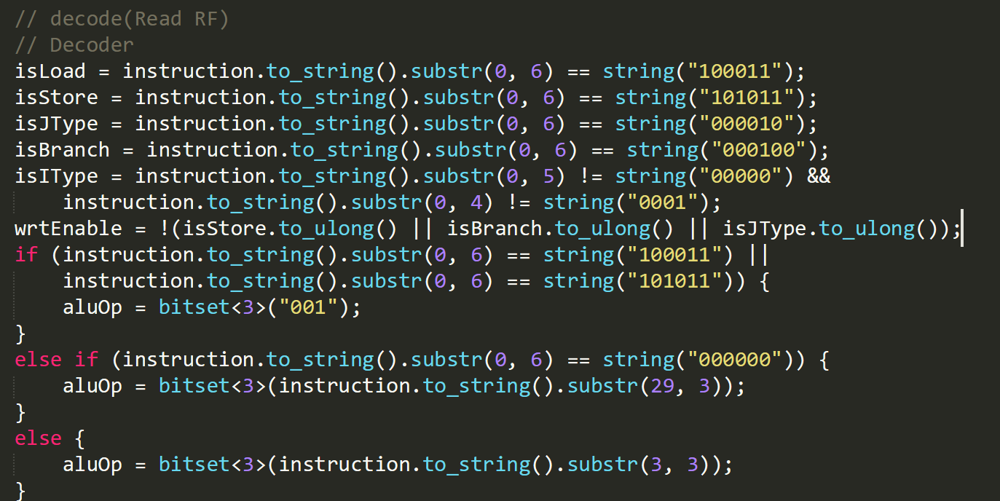 // decode(Read RF)
// Decoder
isLoad = instruction.to_string().substr(0, 6) == string("100011");
isStore = instruction.to_string().substr(0, 6) == string("101011");
isJType = instruction.to_string().substr(0, 6) == string("000010");
isBranch = instruction.to_string().substr(0, 6) == string("000100");
isIType = instruction.to_string().substr(0, 5) != string("00000") &&
    instruction.to_string().substr(0, 4) != string("0001");
wrtEnable = !(isStore.to_ulong() || isBranch.to_ulong() || isJType.to_ulong());
if (instruction.to_string().substr(0, 6) == string("100011") ||
    instruction.to_string().substr(0, 6) == string("101011")) {
    aluOp = bitset<3>("001");
}
else if (instruction.to_string().substr(0, 6) == string("000000")) {
    aluOp = bitset<3>(instruction.to_string().substr(29, 3));
}
else {
    aluOp = bitset<3>(instruction.to_string().substr(3, 3));
}